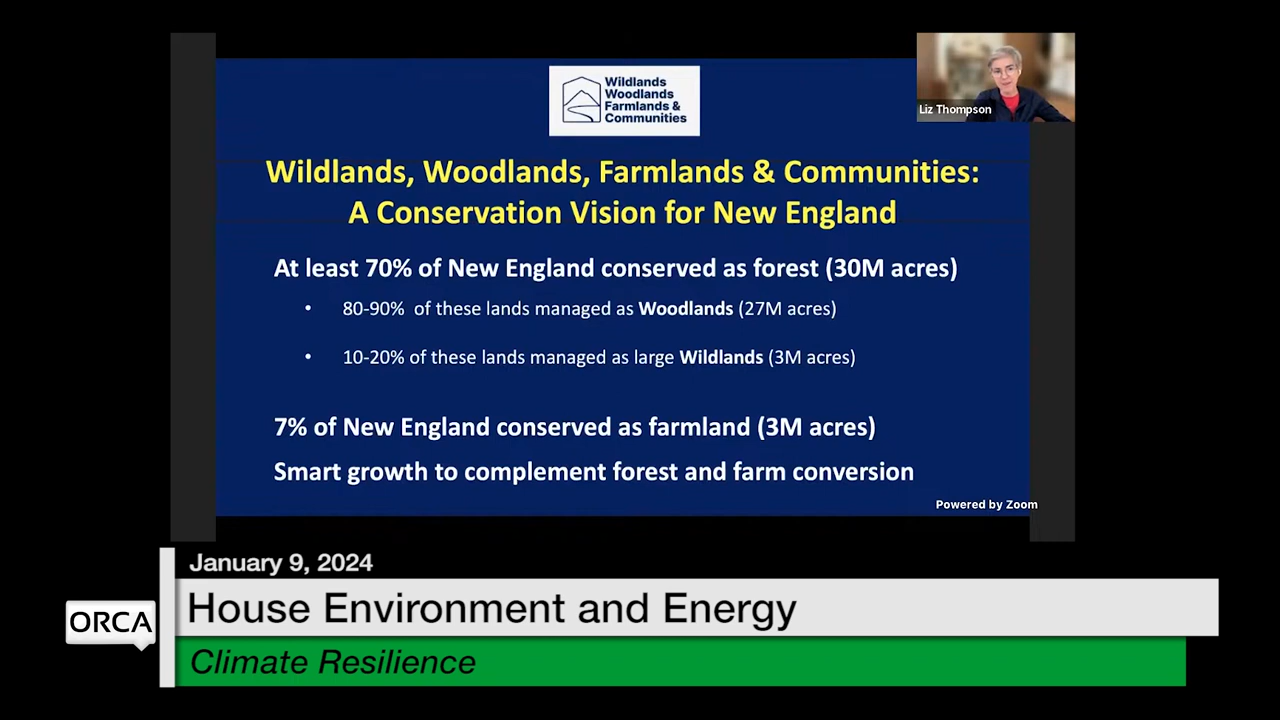 Wildlands
Woodlands
Farmlands &
Communities
Liz Thompson
Wildlands, Woodlands, Farmlands & Communities:
A Conservation Vision for New England
At least 70% of New England conserved as forest (30M acres)
• 80-90% of these lands managed as Woodlands (27M acres)
• 10-20% of these lands managed as large Wildlands (3M acres)
7% of New England conserved as farmland (3M acres)
Smart growth to complement forest and farm conversion
Powered by Zoom
January 9, 2024
House Environment and Energy
ORCA
Climate Resilience